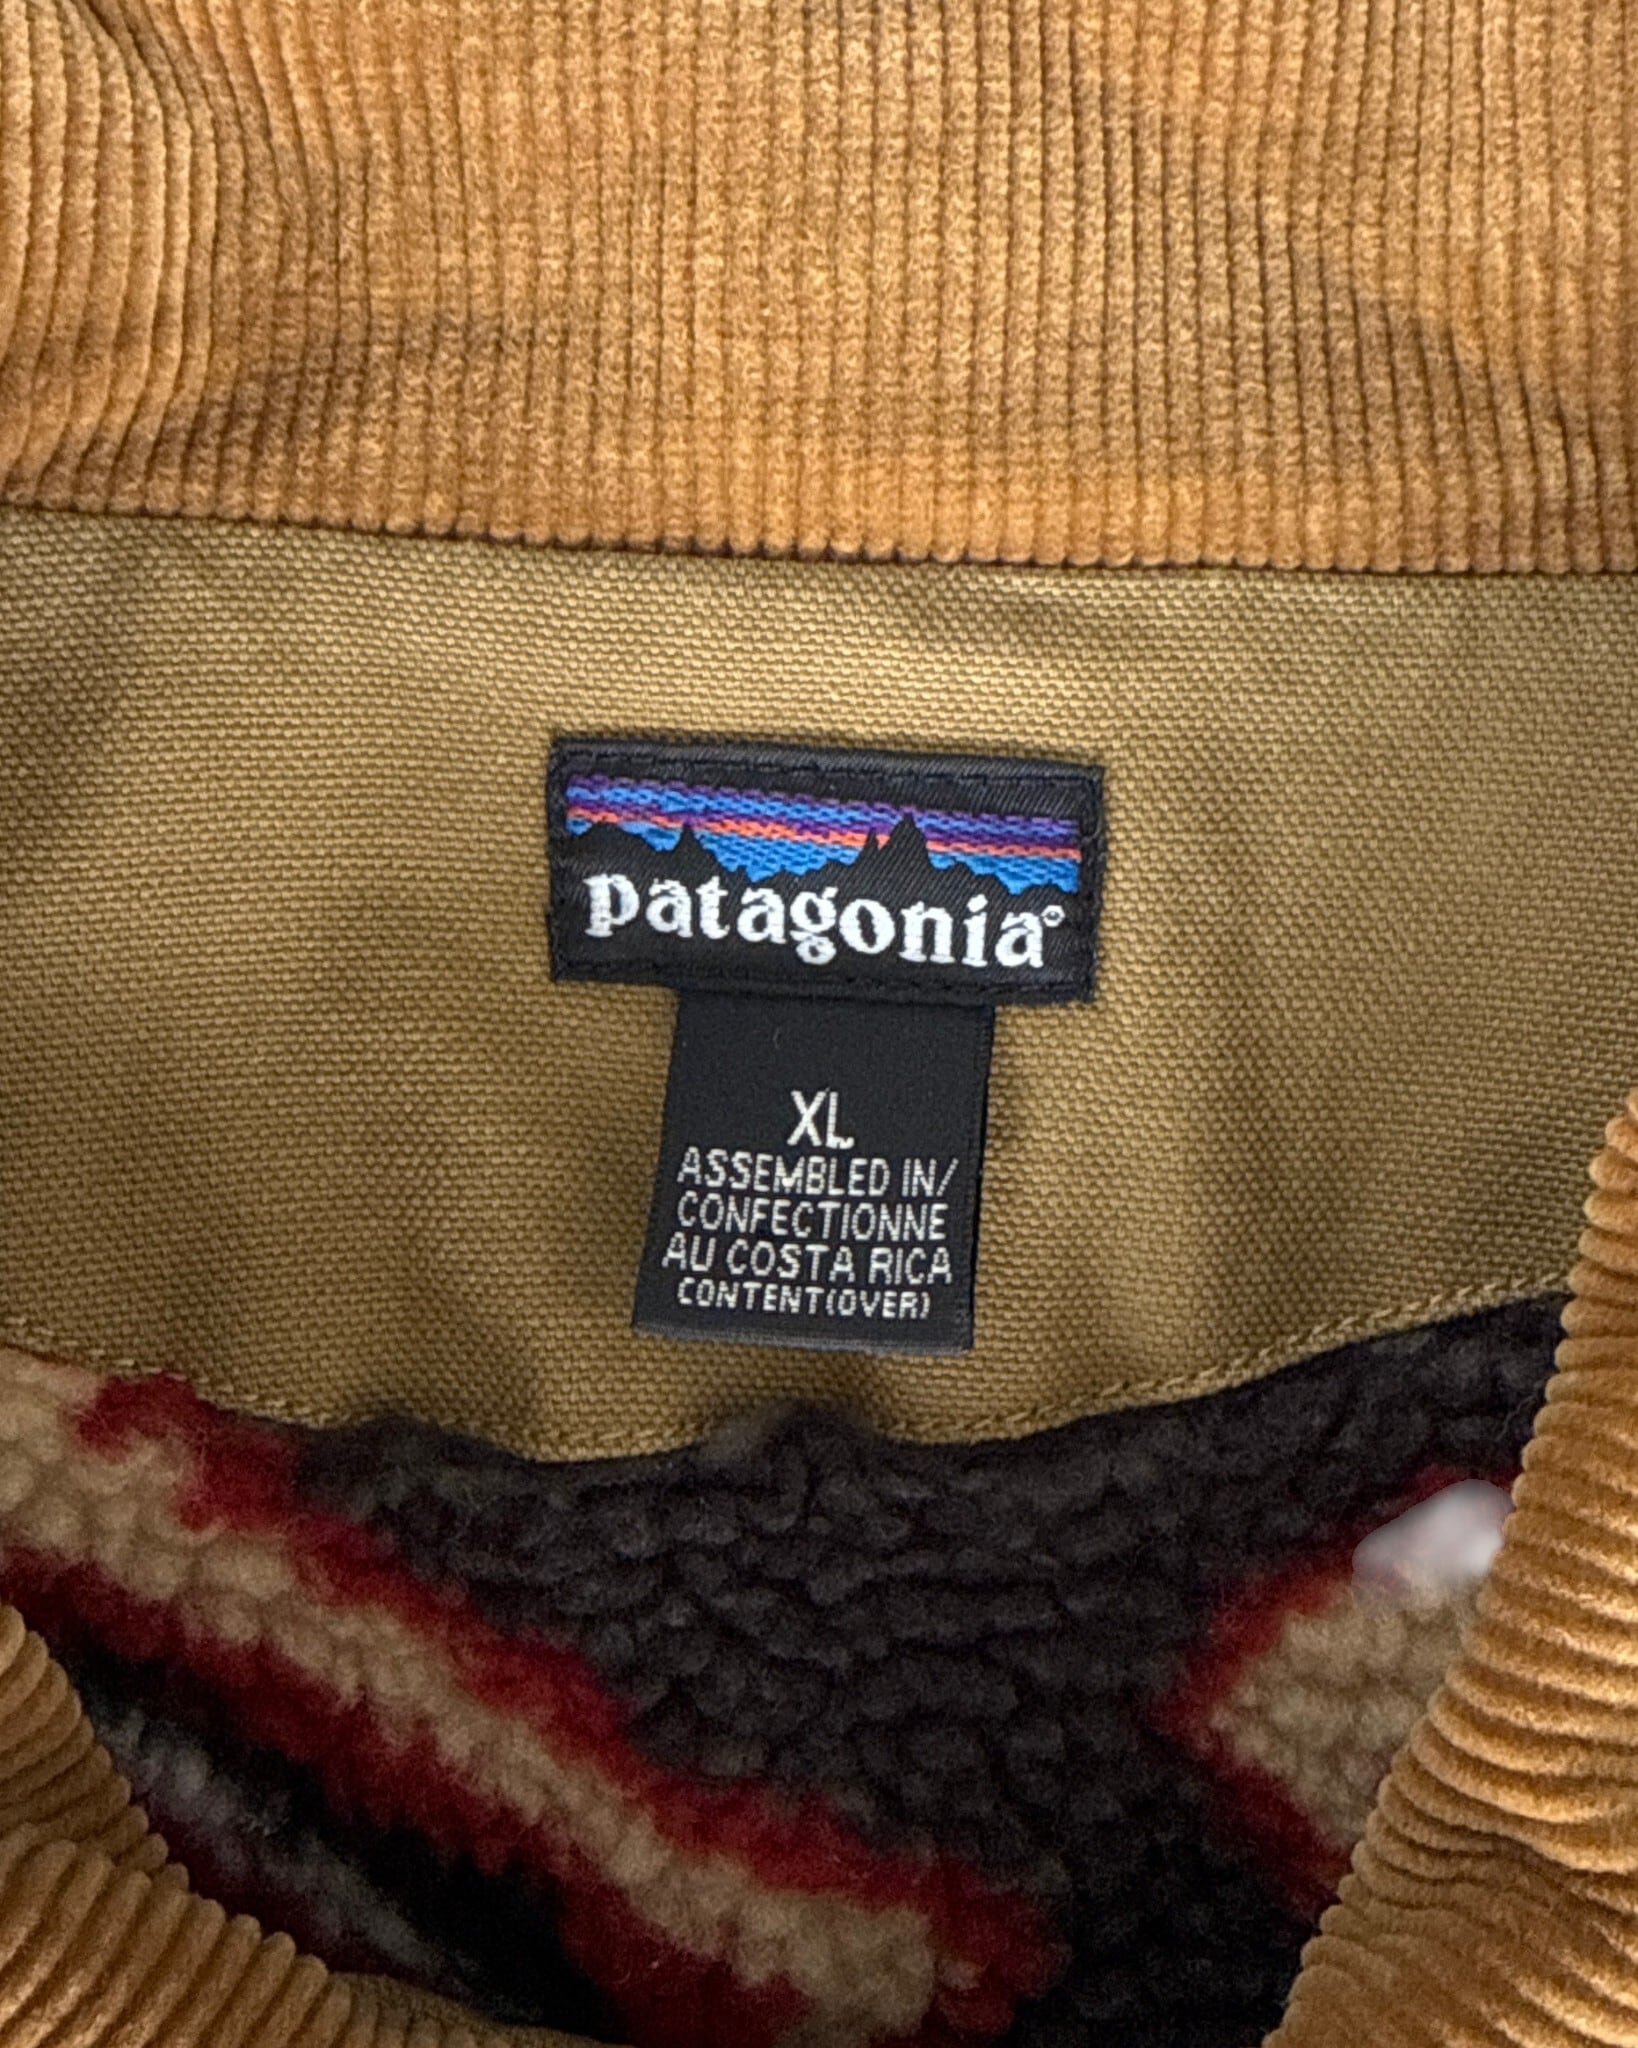 patagonia®
XL
ASSEMBLED IN/
CONFECTIONNE
AU COSTA RICA
CONTENT(OVER)